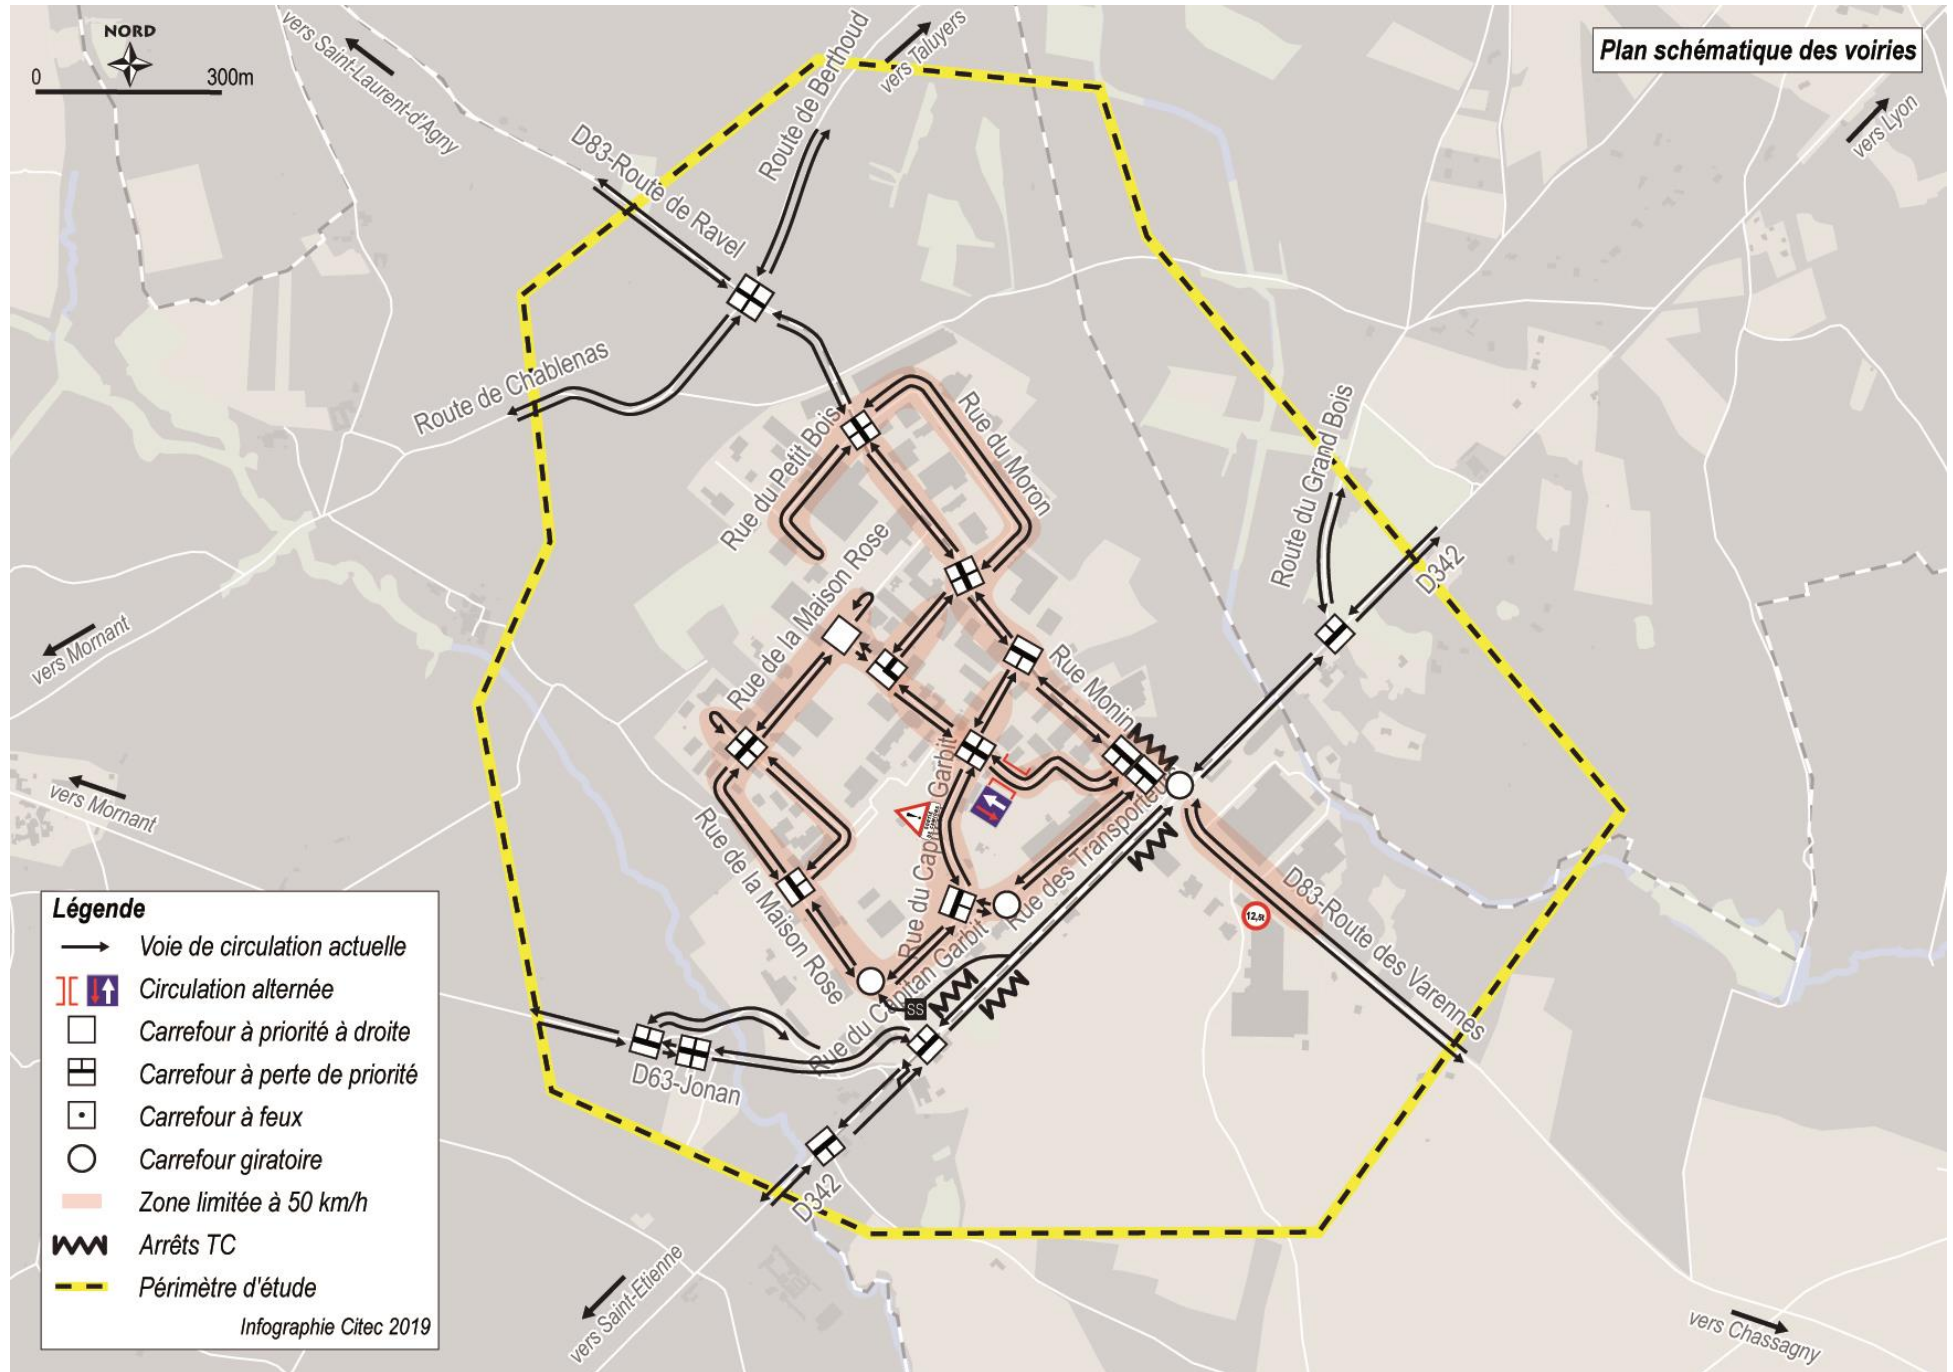 NORD
0 300m
vers Saint-Laurent-d'Agny
Route de Berthoud
vers Taluyers
Plan schématique des voiries
vers Lyon
D83-Route de Ravel
Route de Chablenas
Rue du Petit Bois
Rue du Moron
Route du Grand Bois
D342
Rue de la Maison Rose
Rue Monin
vers Mornant
vers Mornant
Rue de la Maison Rose
Rue du Capitan Garbit
!
Rue des Transporteurs
D83-Route des Varennes
12,5t
SS
Rue du Capitan Garbit
D63-Jonan
D342
vers Saint-Etienne
vers Chassagny
Légende
Voie de circulation actuelle
Circulation alternée
Carrefour à priorité à droite
Carrefour à perte de priorité
Carrefour à feux
Carrefour giratoire
Zone limitée à 50 km/h
Arrêts TC
Périmètre d'étude
Infographie Citec 2019